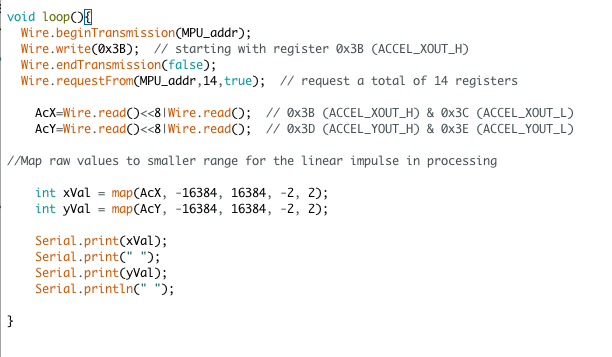 void loop(){
  Wire.beginTransmission(MPU_addr);
  Wire.write(0x3B);  // starting with register 0x3B (ACCEL_XOUT_H)
  Wire.endTransmission(false);
  Wire.requestFrom(MPU_addr,14,true);  // request a total of 14 registers
    AcX=Wire.read()<<8|Wire.read();  // 0x3B (ACCEL_XOUT_H) & 0x3C (ACCEL_XOUT_L)
    AcY=Wire.read()<<8|Wire.read();  // 0x3D (ACCEL_YOUT_H) & 0x3E (ACCEL_YOUT_L)
//Map raw values to smaller range for the linear impulse in processing
    int xVal = map(AcX, -16384, 16384, -2, 2);
    int yVal = map(AcY, -16384, 16384, -2, 2);
    Serial.print(xVal);
    Serial.print(" ");
    Serial.print(yVal);
    Serial.println(" ");
}